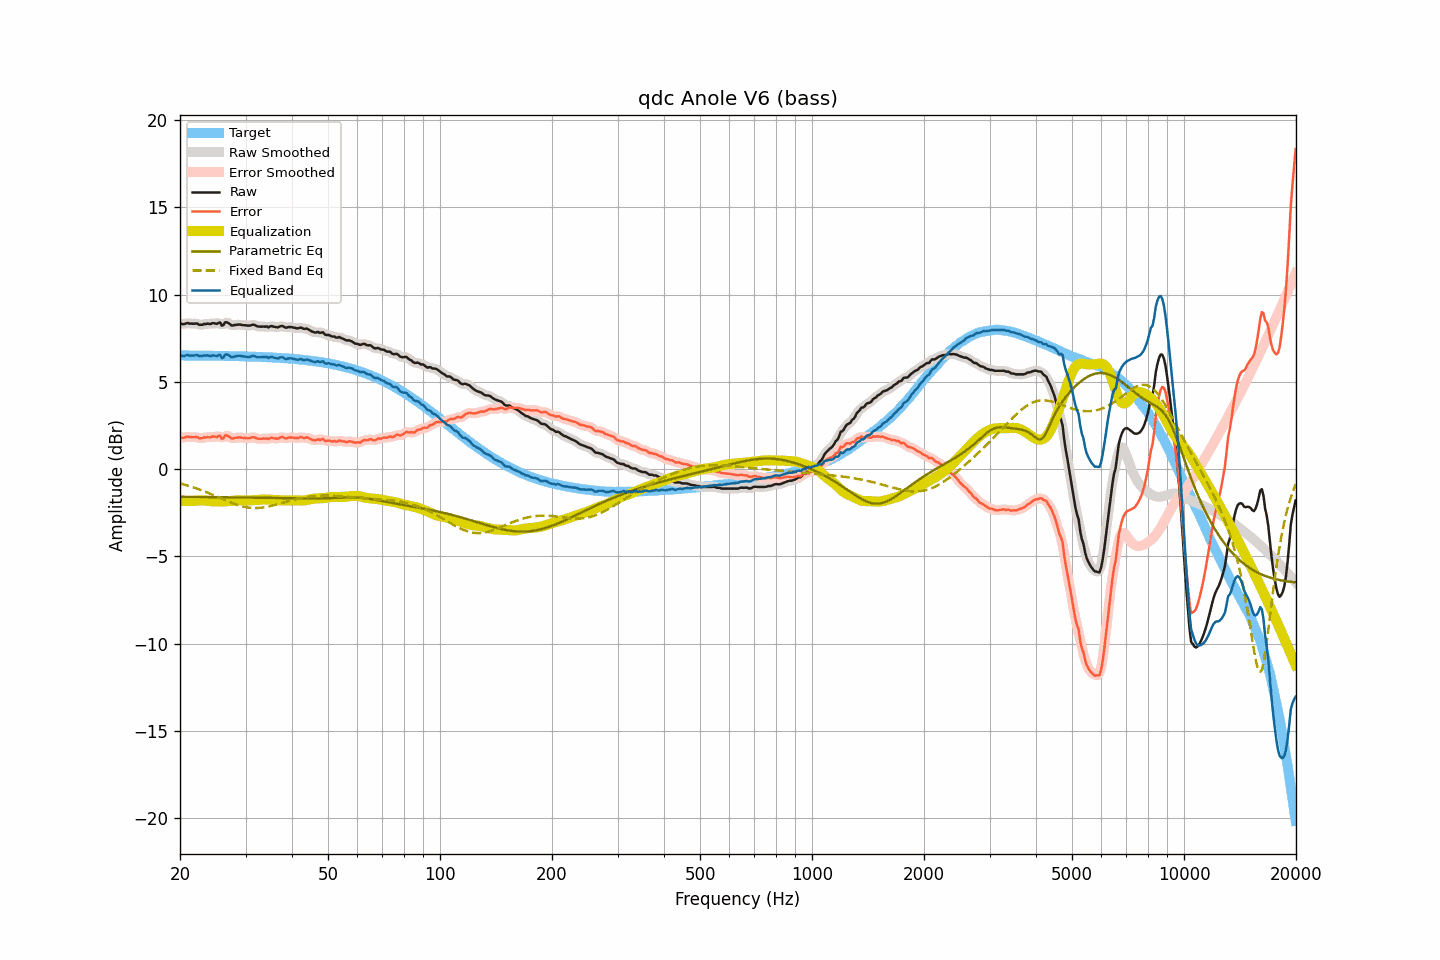 qdc Anole V6 (bass)
20
15
10
5
0
−5
−10
−15
−20
Amplitude (dBr)
Target
Raw Smoothed
Error Smoothed
Raw
Error
Equalization
Parametric Eq
Fixed Band Eq
Equalized
20 50 100 200 500 1000 2000 5000 10000 20000
Frequency (Hz)